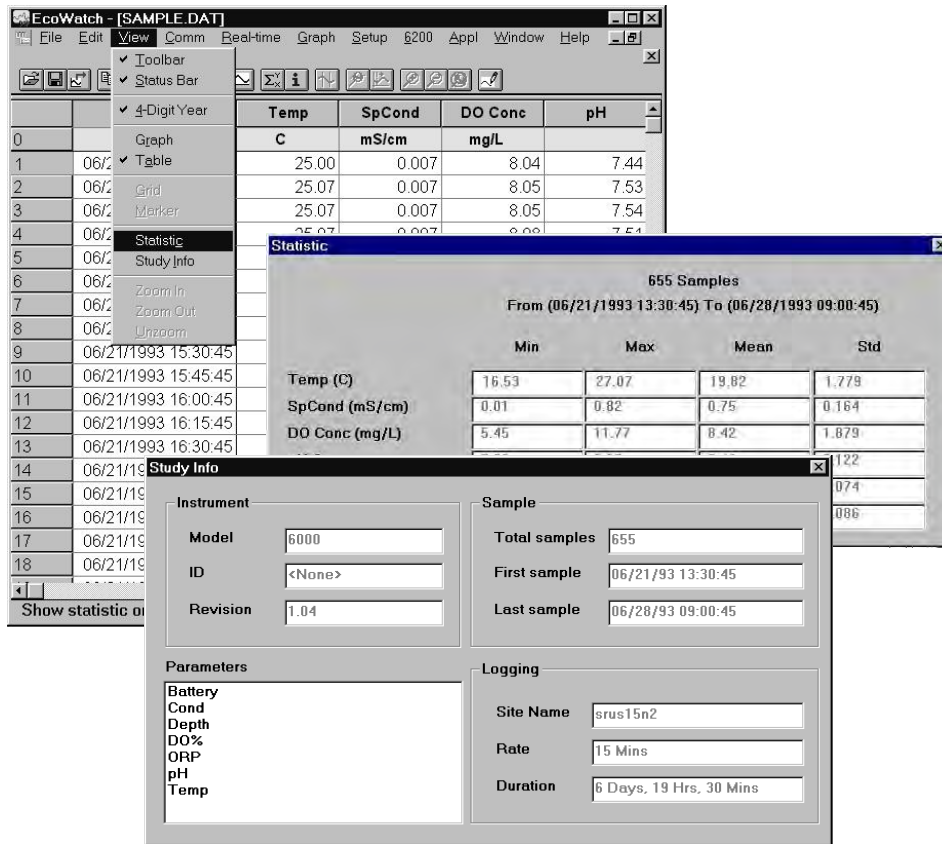 EcoWatch - [SAMPLE.DAT]
File Edit View Comm Real-time Graph Setup 6200 Appl Window Help
Toolbar
Status Bar
4-Digit Year
Graph
Table
Grid
Marker
Statistic
Study Info
Zoom In
Zoom Out
Unzoom
Temp SpCond DO Conc pH
0 C mS/cm mg/L
1 06/2 25.00 0.007 8.04 7.44
2 06/2 25.07 0.007 8.05 7.53
3 06/2 25.07 0.007 8.05 7.54
4 06/2
5 06/2
6 06/2
7 06/2
8 06/2
9 06/21/1993 15:30:45
10 06/21/1993 15:45:45
11 06/21/1993 16:00:45
12 06/21/1993 16:15:45
13 06/21/1993 16:30:45
14 06/21/19
15 06/21/19
16 06/21/19
17 06/21/19
18 06/21/19
Show statistic
Statistic
655 Samples
From (06/21/1993 13:30:45) To (06/28/1993 09:00:45)
Min Max Mean Std
Temp (C) 16.53 27.07 19.82 1.779
SpCond (mS/cm) 0.01 0.82 0.75 0.164
DO Conc (mg/L) 5.45 11.77 8.42 1.879
.122
074
.086
Study Info
Instrument
Model 6000
ID <None>
Revision 1.04
Sample
Total samples 655
First sample 06/21/93 13:30:45
Last sample 06/28/93 09:00:45
Parameters
Battery
Cond
Depth
DO%
ORP
pH
Temp
Logging
Site Name srus15n2
Rate 15 Mins
Duration 6 Days, 19 Hrs, 30 Mins